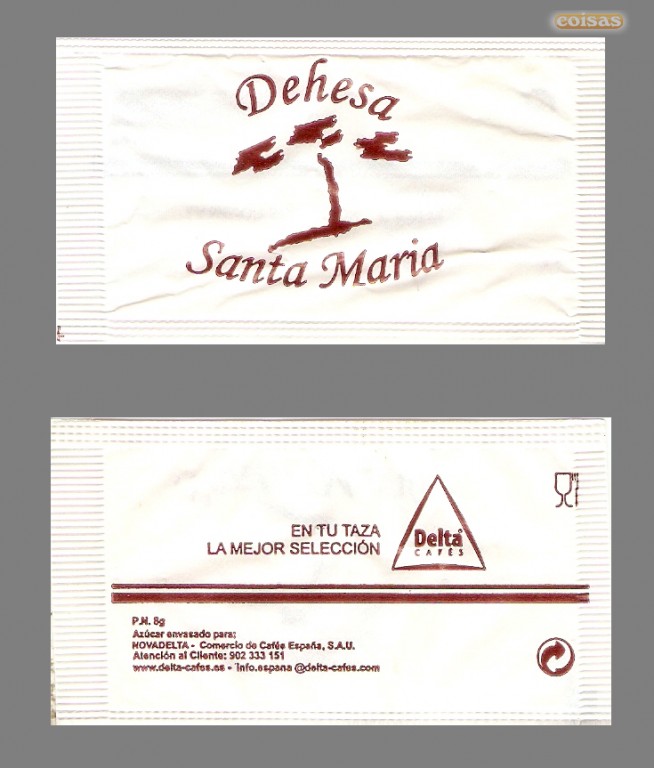 coisas
Dehesa
Santa Maria
EN TU TAZA
LA MEJOR SELECCIÓN
Delta
CAFÉS
P.N. 8g
Azúcar envasado para:
NOVADELTA - Comercio de Cafés España, S.A.U.
Atención al Cliente: 902 333 151
www.delta-cafes.es - info.espana @delta-cafes.com